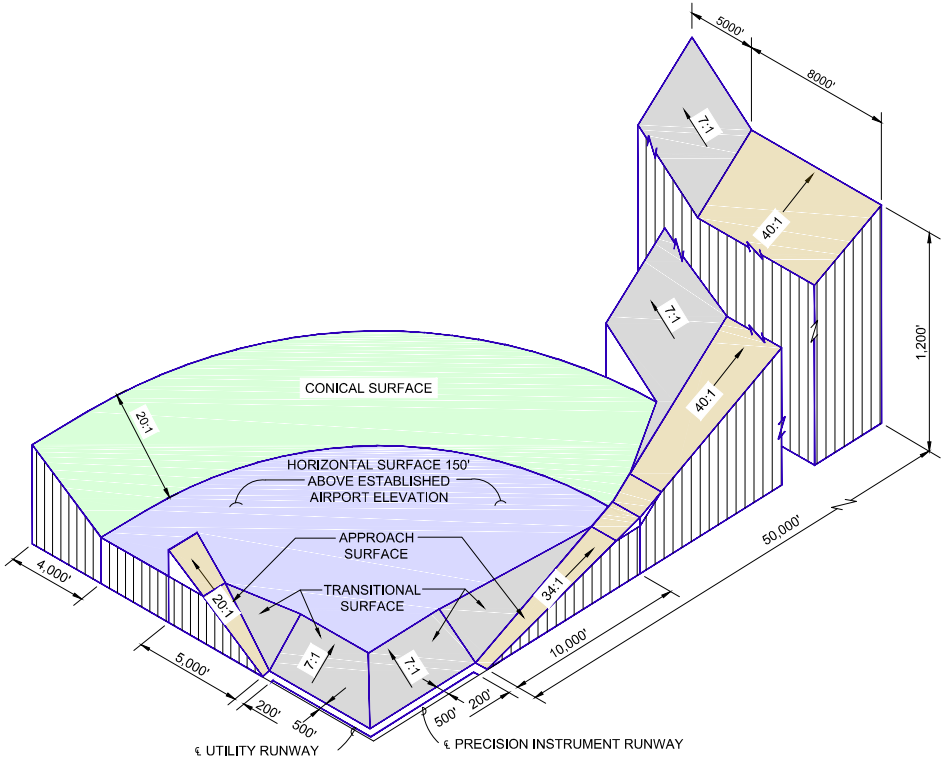 5000'
8000'
7:1
40:1
7:1
1,200'
CONICAL SURFACE
20:1
40:1
HORIZONTAL SURFACE 150'
ABOVE ESTABLISHED
AIRPORT ELEVATION
50,000'
APPROACH
SURFACE
4,000'
34:1
TRANSITIONAL
SURFACE
20:1
10,000'
7:1
7:1
5,000'
200'
500'
500'
200'
℄ UTILITY RUNWAY
℄ PRECISION INSTRUMENT RUNWAY